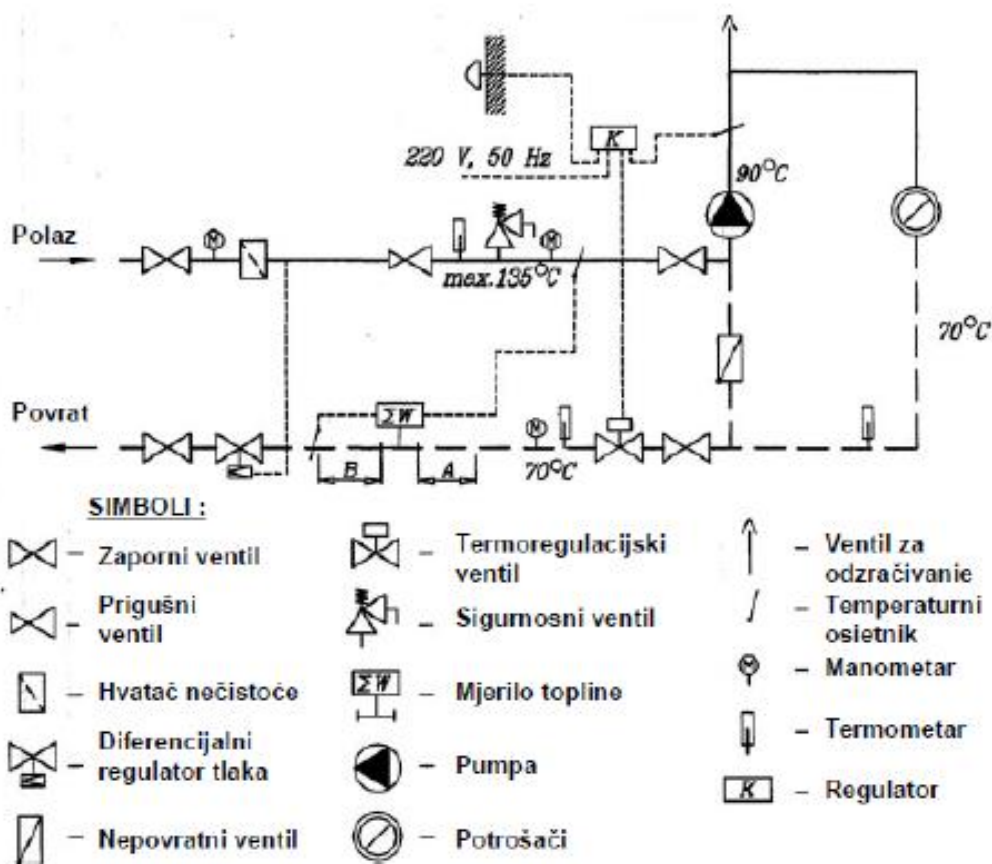 K
220 V, 50 Hz
90°C
Polaz
M
M
max.135°C
70°C
Povrat
ΣW
M
B
A
70°C
SIMBOLI :
– Zaporni ventil
– Prigušni
ventil
– Hvatač nečistoće
– Diferencijalni
regulator tlaka
– Nepovratni ventil
– Termoregulacijski
ventil
– Sigurnosni ventil
ΣW – Mjerilo topline
– Pumpa
– Potrošači
– Ventil za
odzračivanje
– Temperaturni
osietnik
M – Manometar
– Termometar
K – Regulator